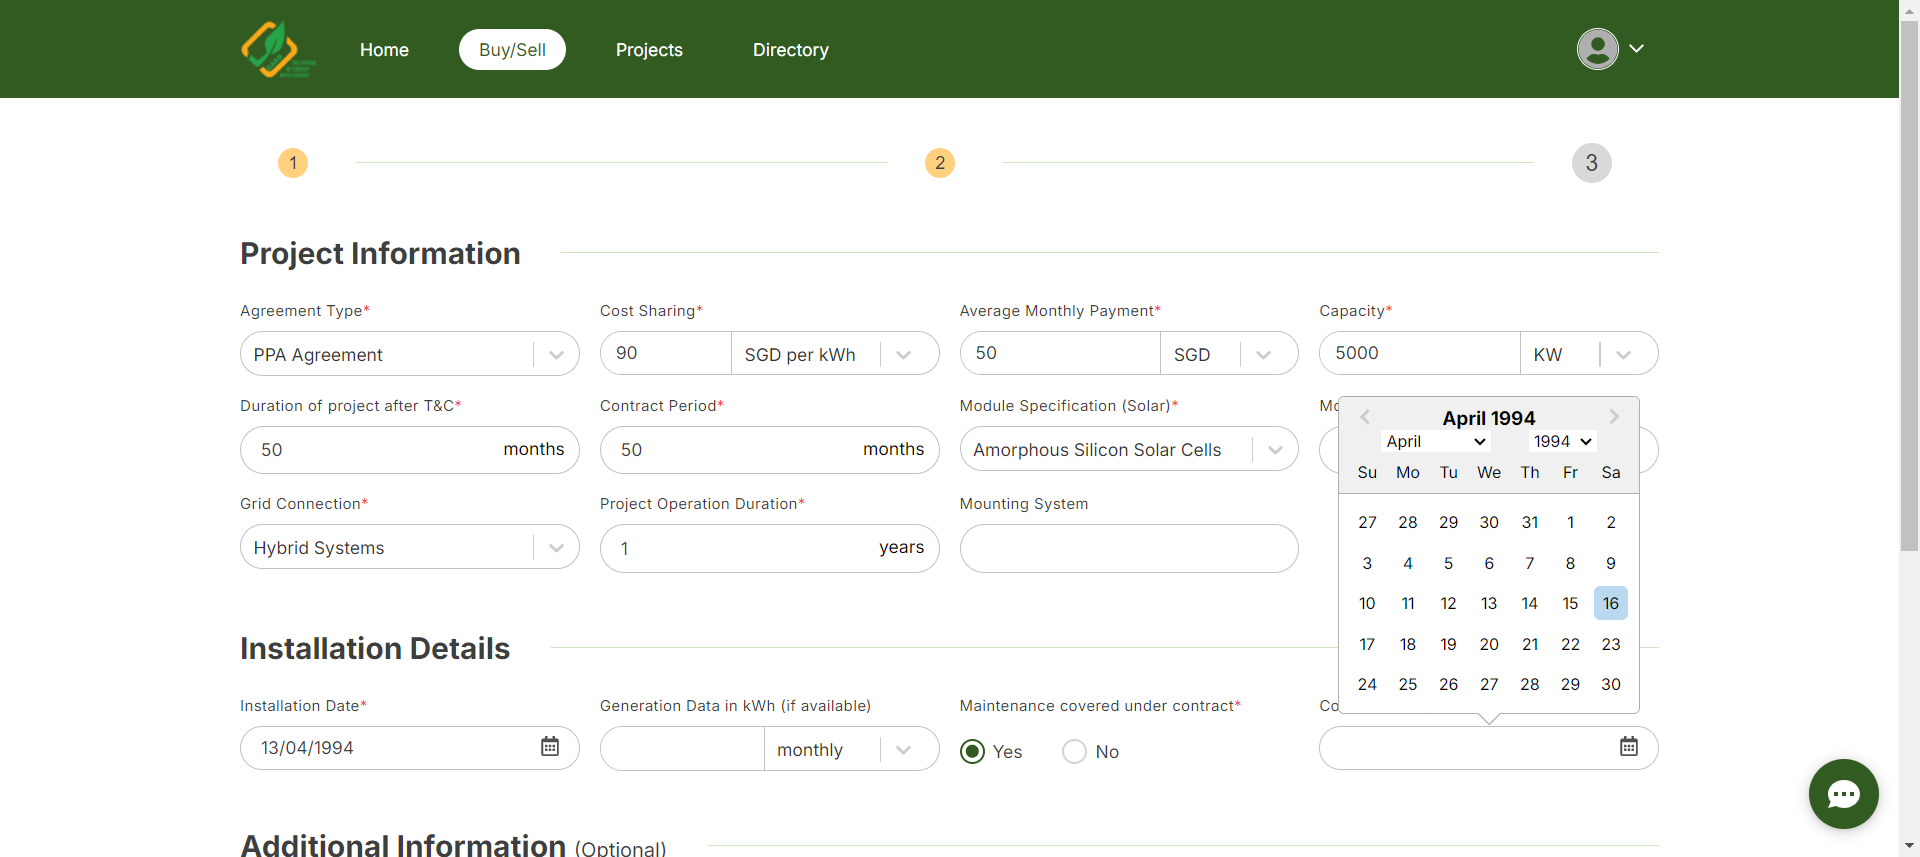 Home
Buy/Sell
Projects
Directory
1
2
3
Project Information
Agreement Type*
Cost Sharing*
Average Monthly Payment*
Capacity*
PPA Agreement
90
SGD per kWh
50
SGD
5000
KW
Duration of project after T&C*
Contract Period*
Module Specification (Solar)*
Mo
50 months
50 months
Amorphous Silicon Solar Cells
Grid Connection*
Project Operation Duration*
Mounting System
Hybrid Systems
1 years
April 1994
April
1994
Su Mo Tu We Th Fr Sa
27 28 29 30 31 1 2
3 4 5 6 7 8 9
10 11 12 13 14 15 16
17 18 19 20 21 22 23
24 25 26 27 28 29 30
Installation Details
Installation Date*
Generation Data in kWh (if available)
Maintenance covered under contract*
Co
13/04/1994
monthly
Yes
No
Additional Information (Optional)